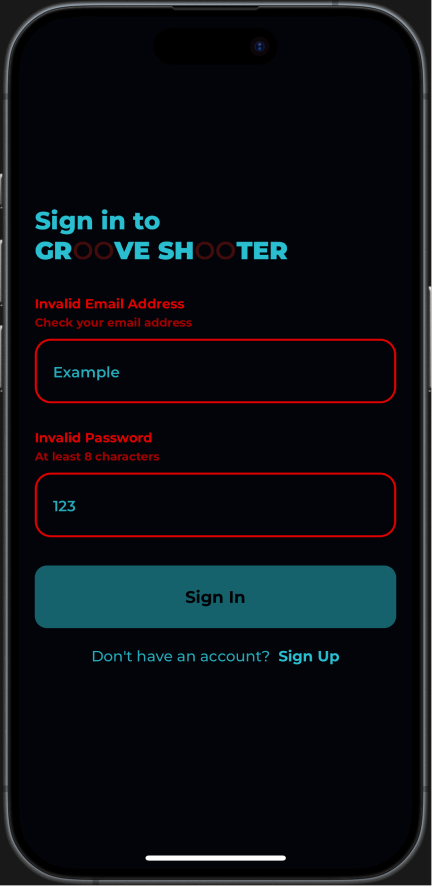 Sign in to
GROOVE SHOOTER
Invalid Email Address
Check your email address
Example
Invalid Password
At least 8 characters
123
Sign In
Don't have an account? Sign Up